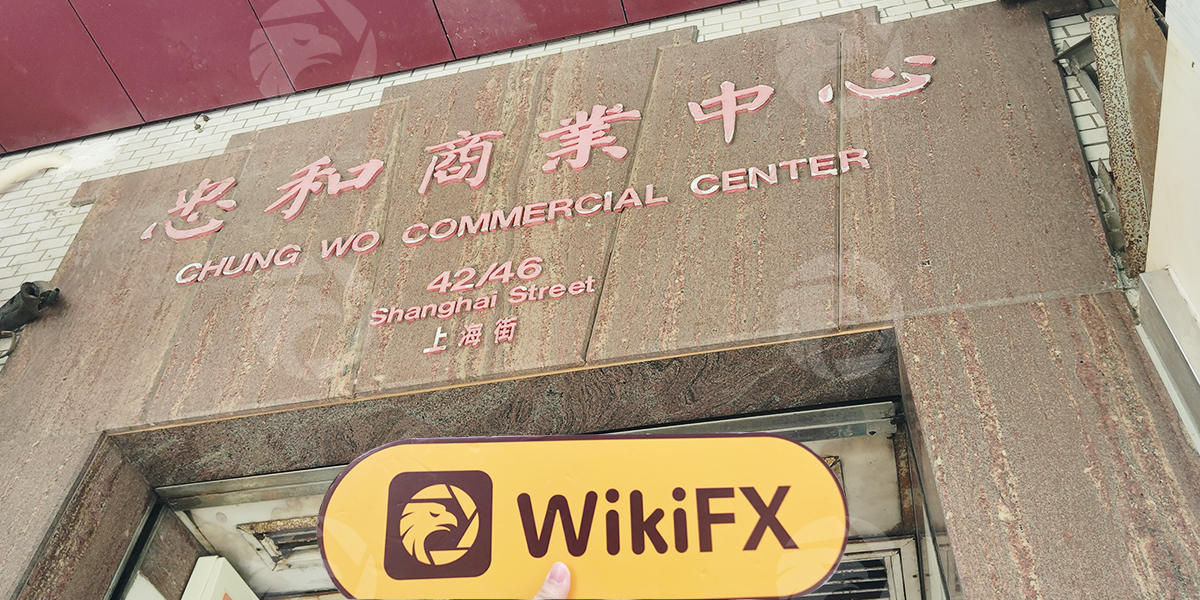 忠和商業中心
CHUNG WO COMMERCIAL CENTER
42/46
Shanghai Street
上海街
WikiFX